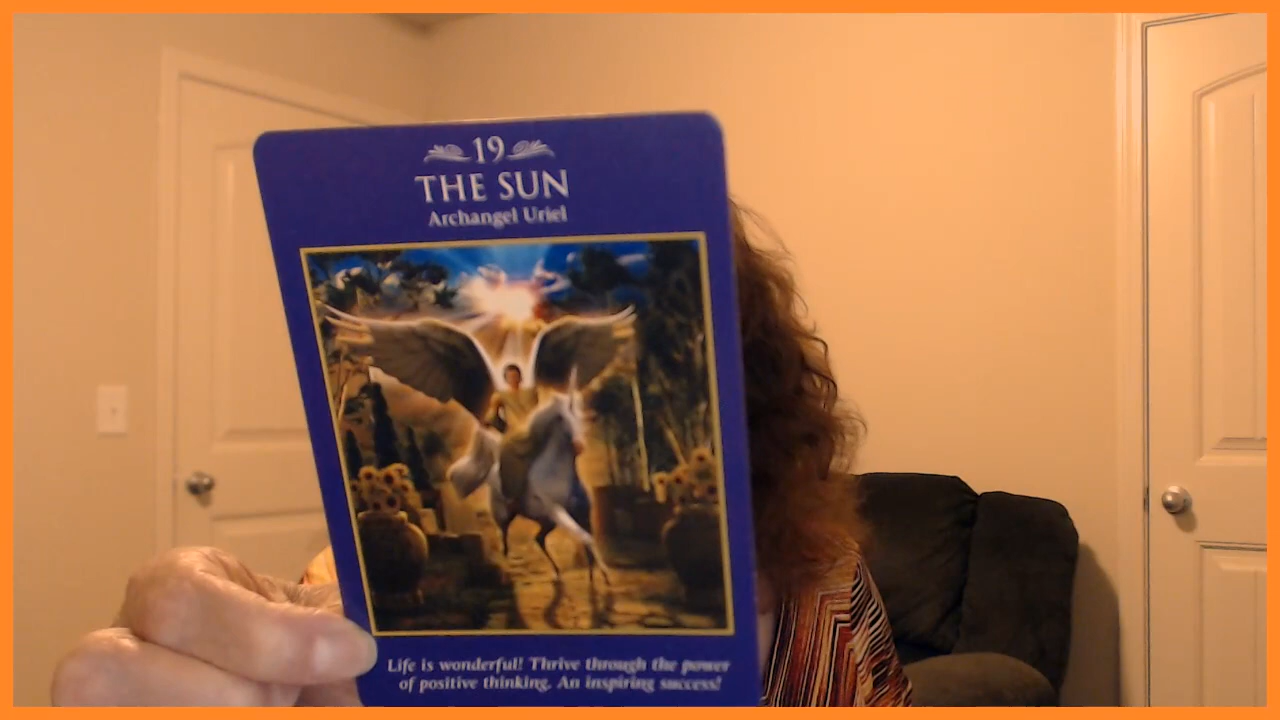 19
THE SUN
Archangel Uriel
Life is wonderful! Thrive through the power
of positive thinking. An inspiring success!